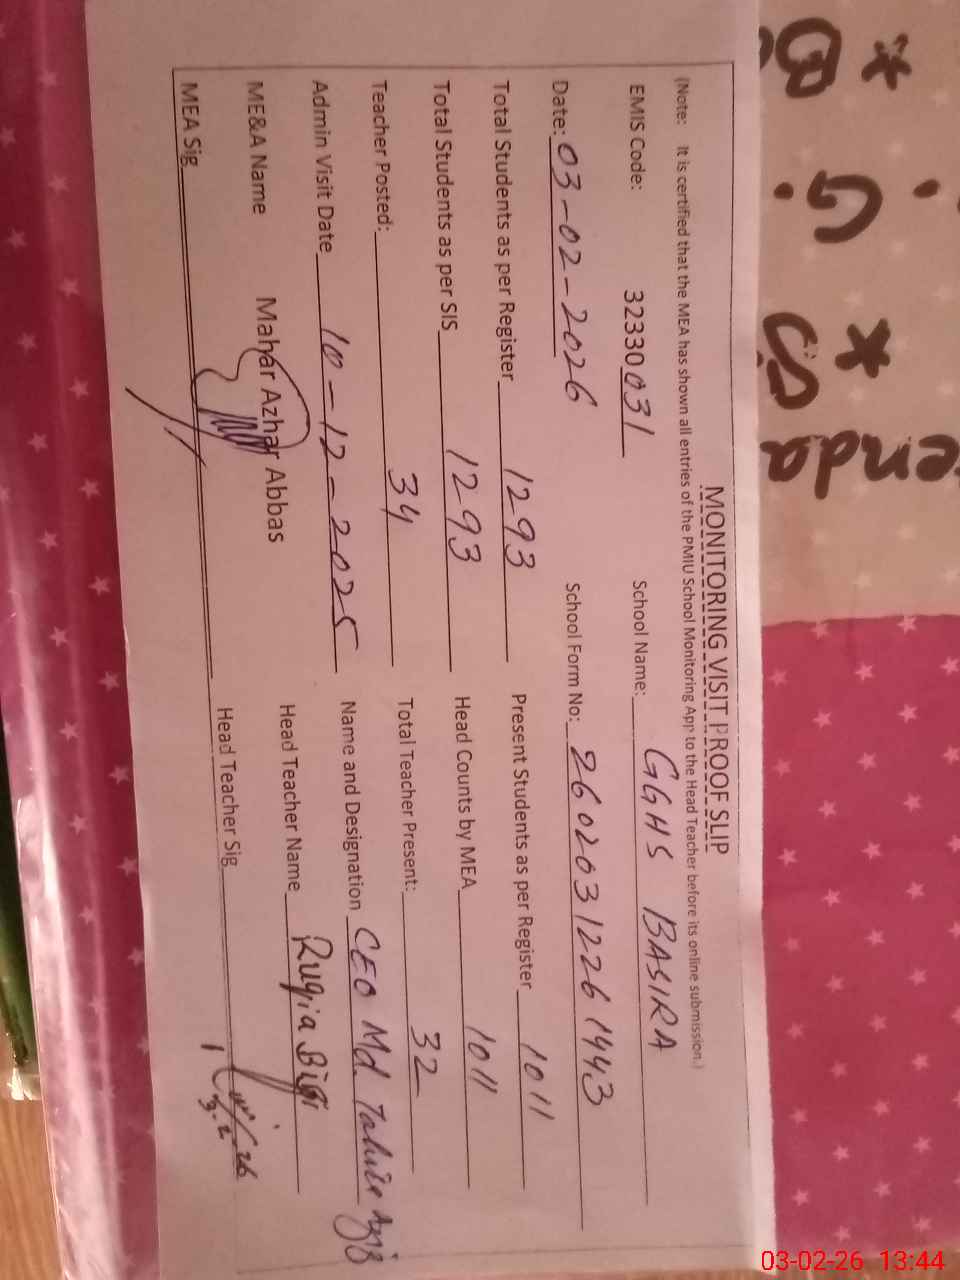 MONITORING VISIT PROOF SLIP
(Note: It is certified that the MEA has shown all entries of the PMIU School Monitoring App to the Head Teacher before its online submission.)
EMIS Code: 32330031 School Name: GGHS BASIRA
Date: 03-02-2026 School Form No: 26020312261443
Total Students as per Register 1293 Present Students as per Register 1011
Total Students as per SIS 1293 Head Counts by MEA 1011
Teacher Posted: 34 Total Teacher Present: 32
Admin Visit Date 10-12-2025 Name and Designation CEO Md. Tahira Aziz
ME&A Name Mahar Azhar Abbas Head Teacher Name Ruqia Bibi
MEA Sig Head Teacher Sig
enda
03-02-26 13:44